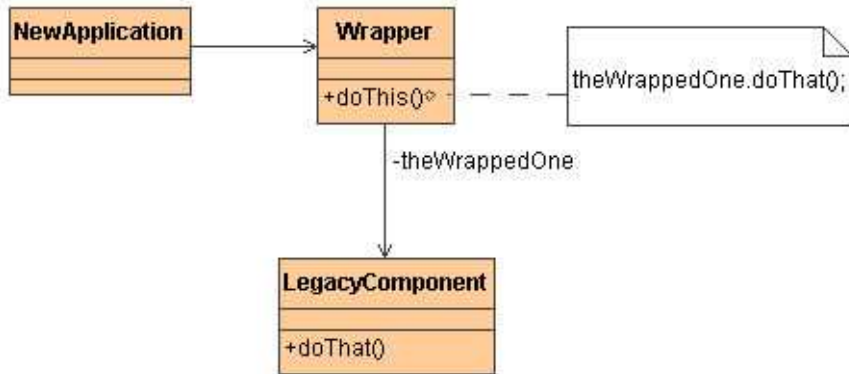 NewApplication
Wrapper
+doThis()
theWrappedOne.doThat();
-theWrappedOne
LegacyComponent
+doThat()